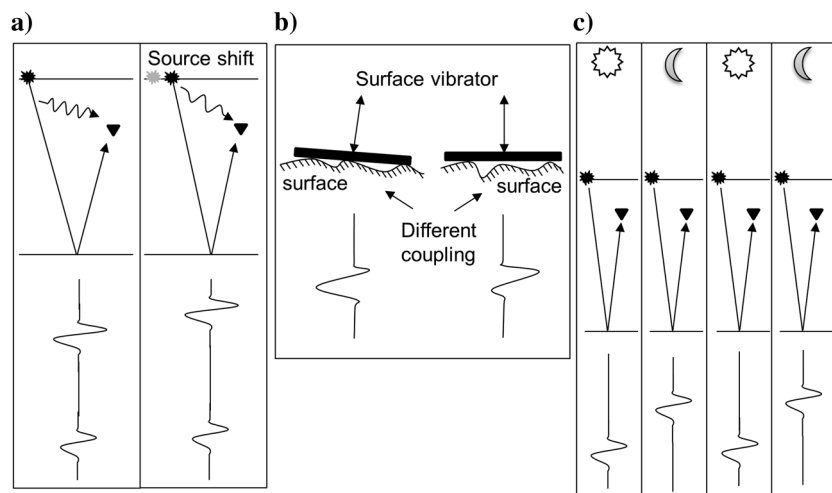 a)
Source shift
b)
Surface vibrator
surface
surface
Different
coupling
c)